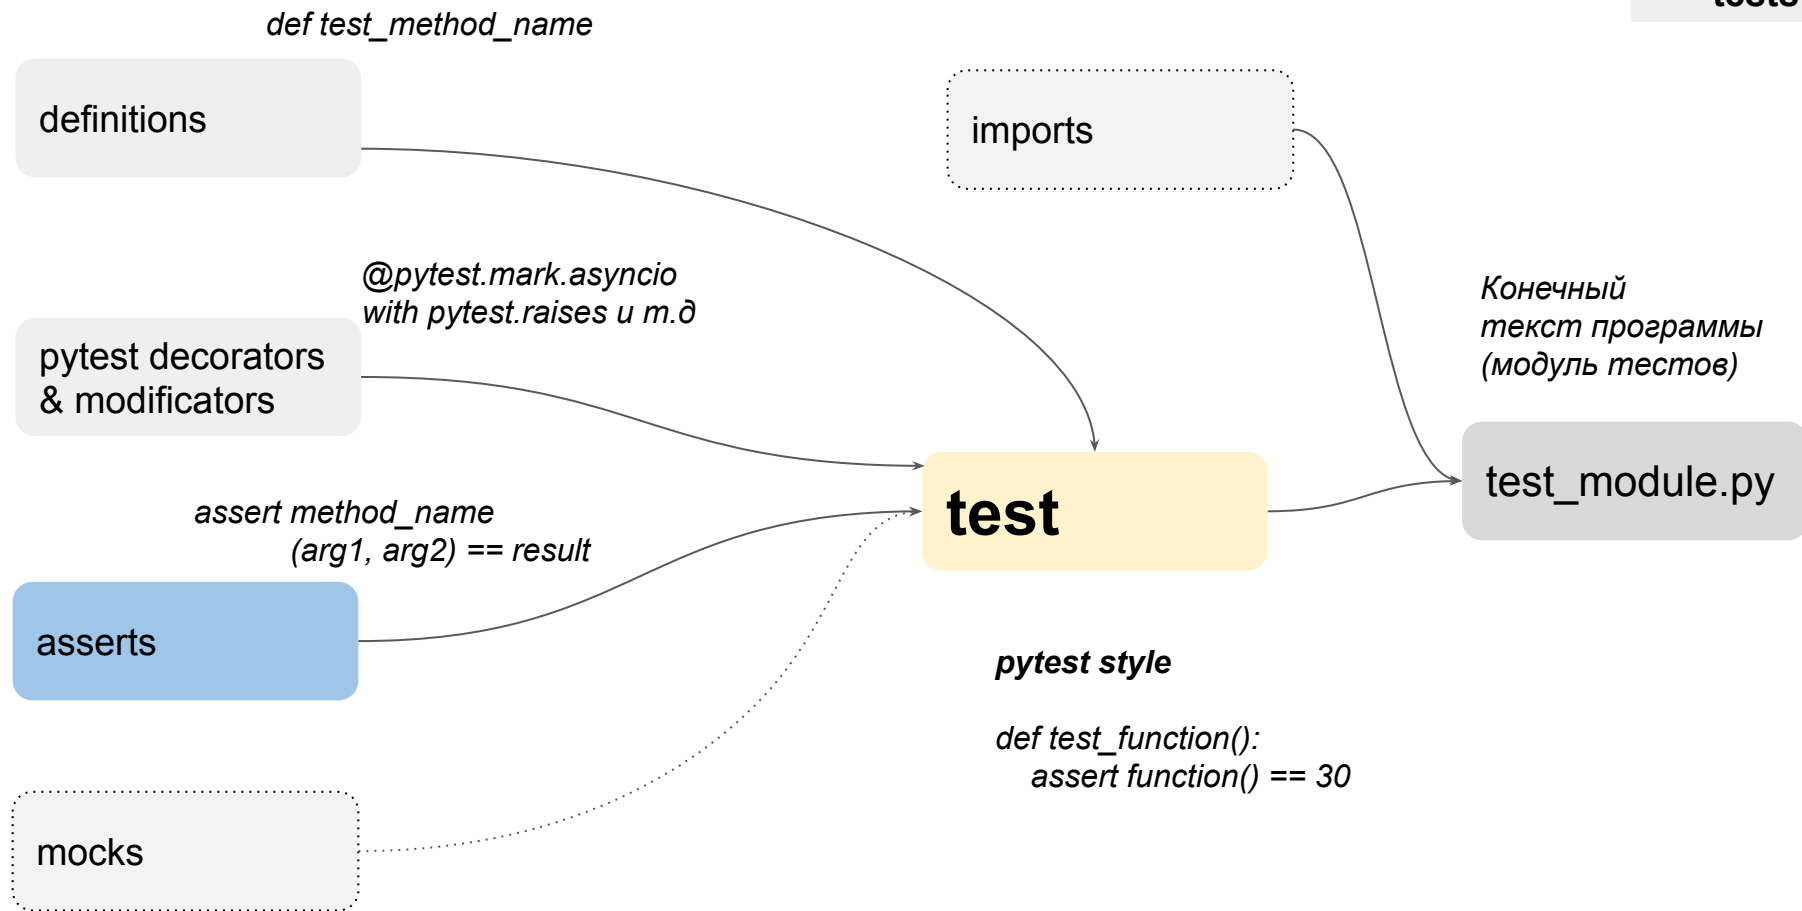 tests
def test_method_name
definitions
imports
@pytest.mark.asyncio
with pytest.raises и т.д
pytest decorators
& modificators
Конечный
текст программы
(модуль тестов)
test_module.py
test
assert method_name
(arg1, arg2) == result
asserts
pytest style
def test_function():
assert function() == 30
mocks